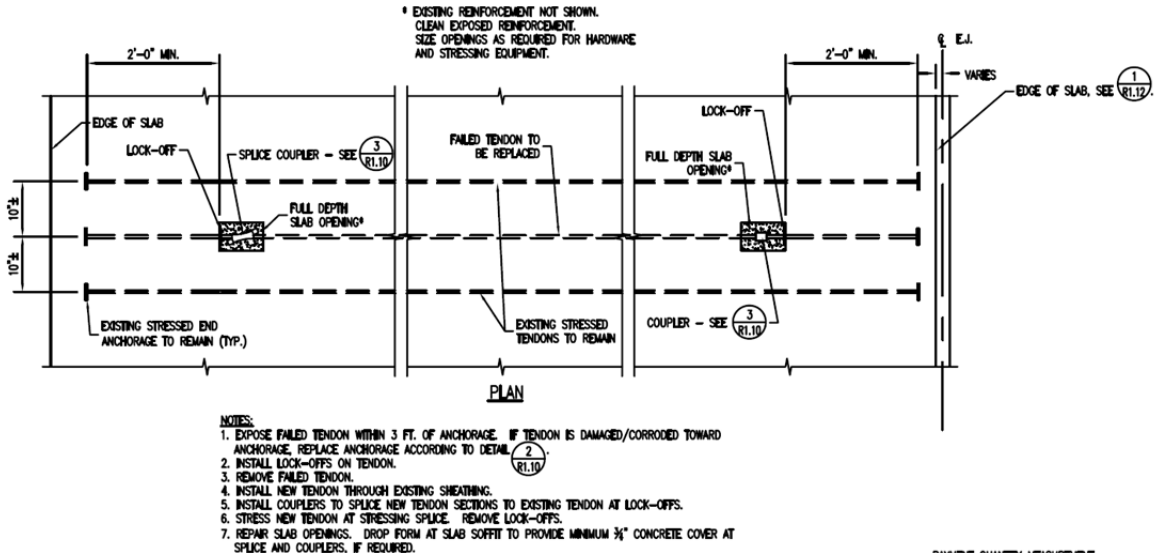 * EXISTING REINFORCEMENT NOT SHOWN.
CLEAN EXPOSED REINFORCEMENT.
SIZE OPENINGS AS REQUIRED FOR HARDWARE
AND STRESSING EQUIPMENT.
℄ E.J.
2'-0" MIN.
2'-0" MIN.
VARIES
EDGE OF SLAB, SEE 1
R1.12.
EDGE OF SLAB
LOCK-OFF
SPLICE COUPLER - SEE 3
R1.10
FAILED TENDON TO
BE REPLACED
LOCK-OFF
FULL DEPTH SLAB
OPENING*
10"±
FULL DEPTH
SLAB OPENING*
10"±
EXISTING STRESSED END
ANCHORAGE TO REMAIN (TYP.)
EXISTING STRESSED
TENDONS TO REMAIN
COUPLER - SEE 3
R1.10
PLAN
NOTES:
1. EXPOSE FAILED TENDON WITHIN 3 FT. OF ANCHORAGE. IF TENDON IS DAMAGED/CORRODED TOWARD
ANCHORAGE, REPLACE ANCHORAGE ACCORDING TO DETAIL 2
R1.10.
2. INSTALL LOCK-OFFS ON TENDON.
3. REMOVE FAILED TENDON.
4. INSTALL NEW TENDON THROUGH EXISTING SHEATHING.
5. INSTALL COUPLERS TO SPLICE NEW TENDON SECTIONS TO EXISTING TENDON AT LOCK-OFFS.
6. STRESS NEW TENDON AT STRESSING SPLICE. REMOVE LOCK-OFFS.
7. REPAIR SLAB OPENINGS. DROP FORM AT SLAB SOFFIT TO PROVIDE MINIMUM ¾" CONCRETE COVER AT
SPLICE AND COUPLERS, IF REQUIRED.